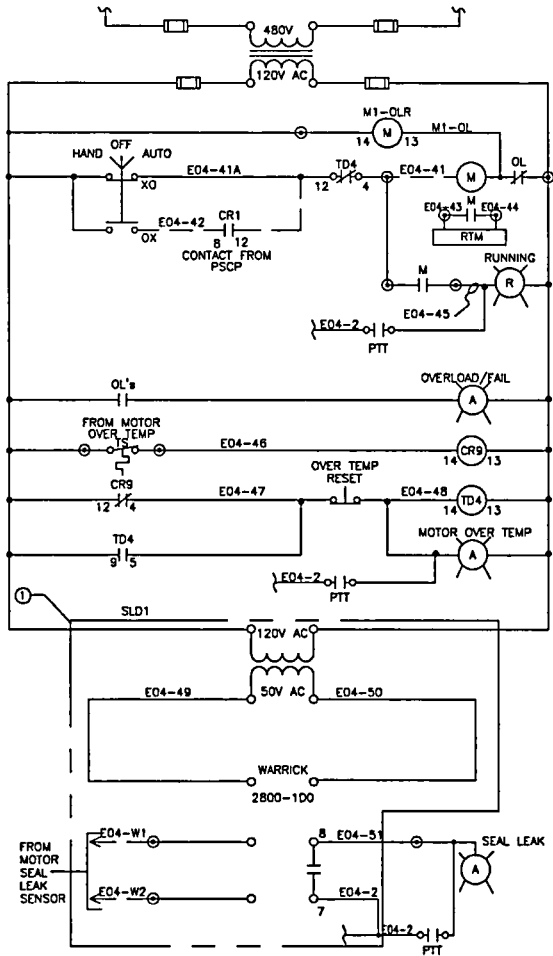 480V
120V AC
M1-OLR
M
14 13
M1-OL
OFF
HAND AUTO
XO
E04-41A
TD4
12 4
E04-41
M
OL
E04-42
CR1
OX
8 12
CONTACT FROM
PSCP
M
E04-43 E04-44
RTM
RUNNING
M
R
E04-45
E04-2
PTT
OL's
OVERLOAD/FAIL
A
FROM MOTOR
OVER TEMP
TS
E04-46
CR9
14 13
CR9
12 4
E04-47
OVER TEMP
RESET
E04-48
TD4
14 13
TD4
9 5
MOTOR OVER TEMP
A
E04-2
PTT
1
SLD1
120V AC
50V AC
E04-49
E04-50
WARRICK
2800-1D0
FROM
MOTOR
SEAL
LEAK
SENSOR
E04-W1
E04-W2
8
E04-51
SEAL LEAK
A
E04-2
7
E04-2
PTT